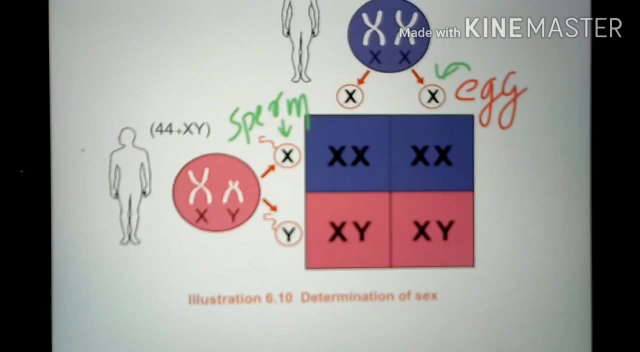 Made with KINEMASTER
X X
X X egg
(44+XY) sperm
X XX XX
X Y
Y XY XY
Illustration 6.10 Determination of sex